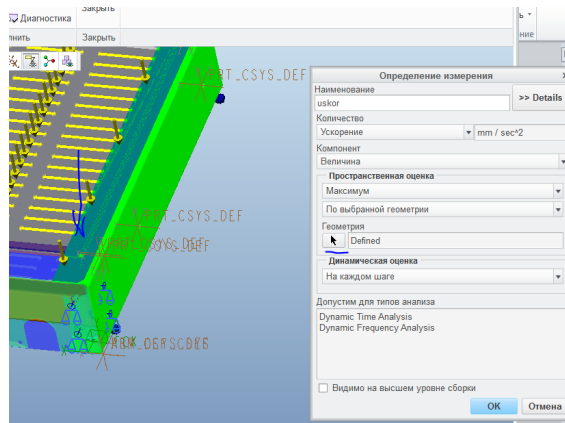 Закрыть
Диагностика
лнить
Закрыть
ь
ние
PRT_CSYS_DEF
PRT_CSYS_DEF
Определение измерения
Наименование
uskor
>> Details
Количество
Ускорение
mm / sec^2
Компонент
Величина
Пространственная оценка
Максимум
По выбранной геометрии
Геометрия
Defined
Динамическая оценка
На каждом шаге
Допустим для типов анализа
Dynamic Time Analysis
Dynamic Frequency Analysis
Видимо на высшем уровне сборки
ОК
Отмена